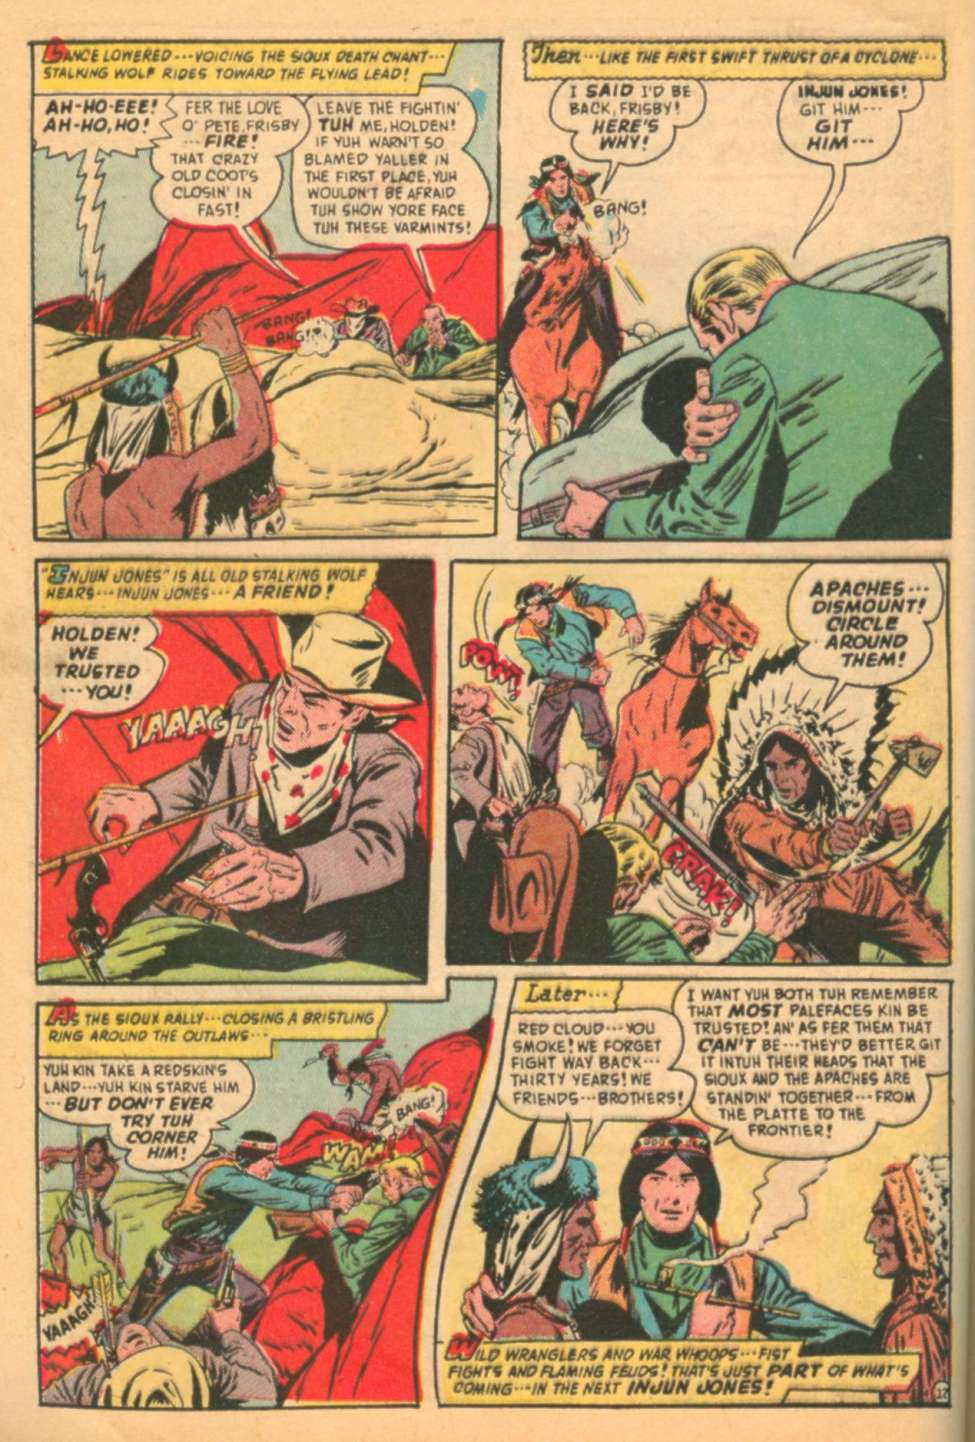 LANCE LOWERED---VOICING THE SIOUX DEATH CHANT---
STALKING WOLF RIDES TOWARD THE FLYING LEAD!
AH-HO-EEE!
AH-HO, HO!
FER THE LOVE
O' PETE, FRISBY
---FIRE!
THAT CRAZY
OLD COOT'S
CLOSIN' IN
FAST!
LEAVE THE FIGHTIN'
TUH ME, HOLDEN!
IF YUH WARN'T SO
BLAMED YALLER IN
THE FIRST PLACE, YUH
WOULDN'T BE AFRAID
TUH SHOW YORE FACE
TUH THESE VARMINTS!
BANG!
BANG!
Then---LIKE THE FIRST SWIFT THRUST OF A CYCLONE---
I SAID I'D BE
BACK, FRISBY!
HERE'S
WHY!
INJUN JONES!
GIT HIM---
GIT
HIM---
BANG!
"INJUN JONES" IS ALL OLD STALKING WOLF
HEARS---INJUN JONES---A FRIEND!
HOLDEN!
WE
TRUSTED
---YOU!
YAAAGH!
APACHES---
DISMOUNT!
CIRCLE
AROUND
THEM!
POW!
CRAK!
AS THE SIOUX RALLY---CLOSING A BRISTLING
RING AROUND THE OUTLAWS---
YUH KIN TAKE A REDSKIN'S
LAND---YUH KIN STARVE HIM
---BUT DON'T EVER
TRY TUH
CORNER
HIM!
BANG!
WAM!
YAAAGH!
Later---
RED CLOUD---YOU
SMOKE! WE FORGET
FIGHT WAY BACK---
THIRTY YEARS! WE
FRIENDS---BROTHERS!
I WANT YUH BOTH TUH REMEMBER
THAT MOST PALEFACES KIN BE
TRUSTED! AN' AS FER THEM THAT
CAN'T BE---THEY'D BETTER GIT
IT INTUH THEIR HEADS THAT THE
SIOUX AND THE APACHES ARE
STANDIN' TOGETHER---FROM
THE PLATTE TO THE
FRONTIER!
WILD WRANGLERS AND WAR WHOOPS---FIST
FIGHTS AND FLAMING FEUDS! THAT'S JUST PART OF WHAT'S
COMING---IN THE NEXT INJUN JONES!
12